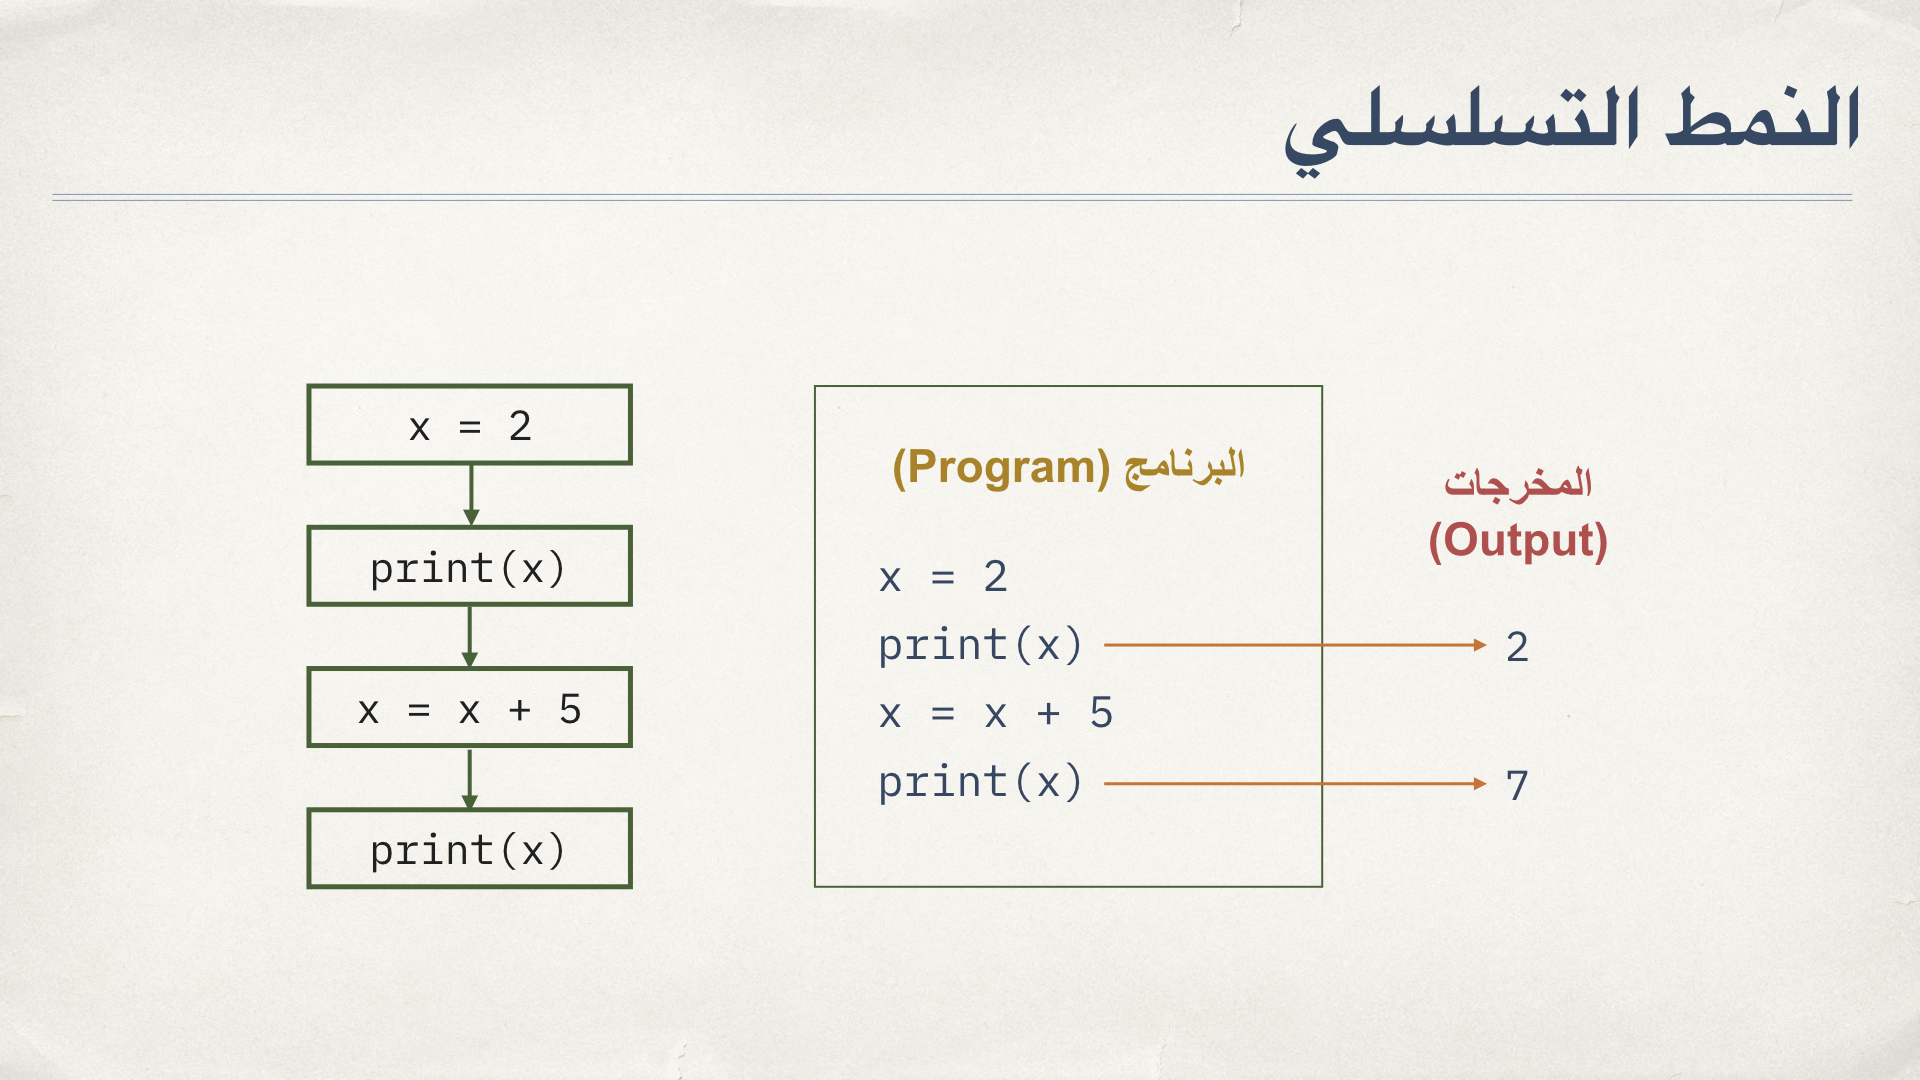 النمط التسلسلي
x = 2
print(x)
x = x + 5
print(x)
البرنامج (Program)
x = 2
print(x)
x = x + 5
print(x)
المخرجات
(Output)
2
7